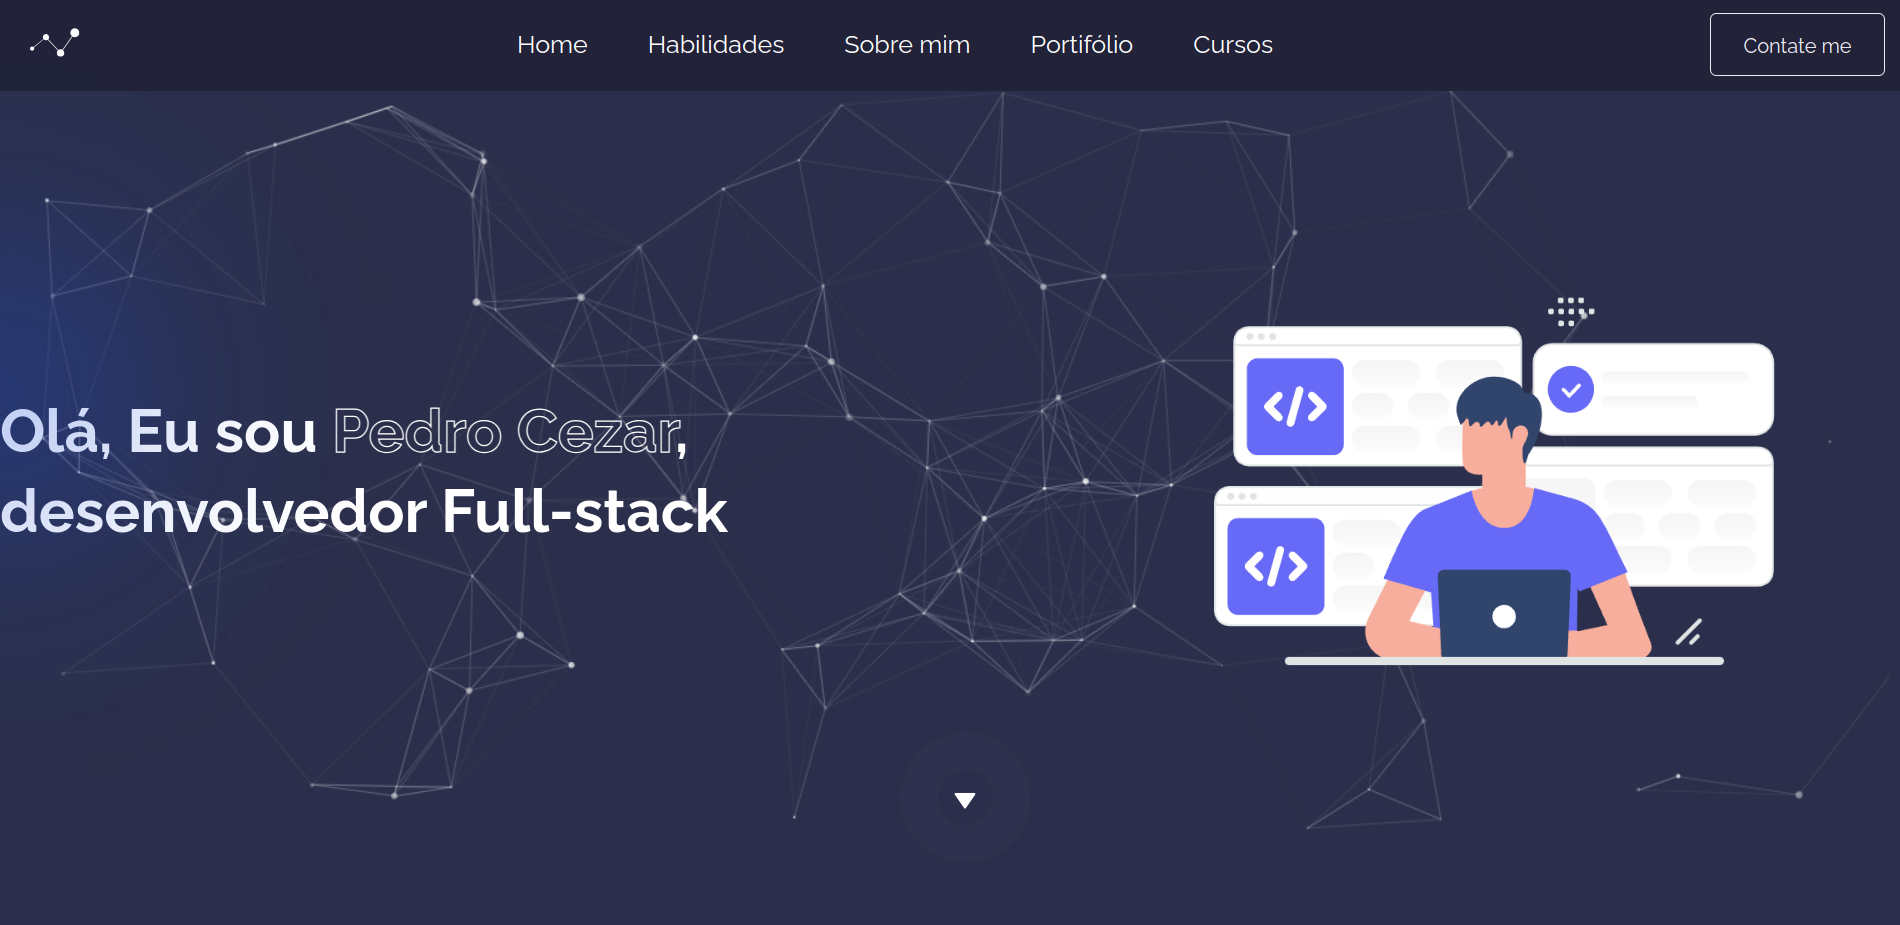 Home Habilidades Sobre mim Portifólio Cursos Contate me
Olá, Eu sou Pedro Cezar,
desenvolvedor Full-stack